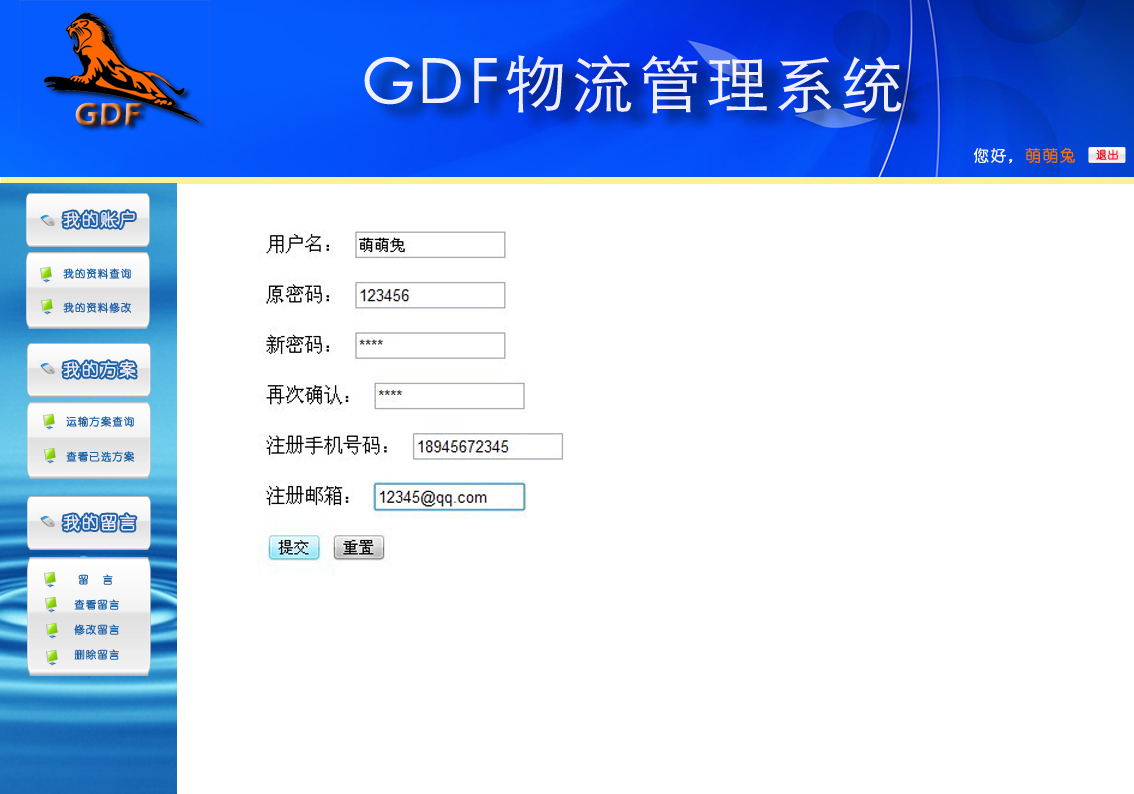 GDF
GDF物流管理系统
您好，萌萌兔 退出
我的账户
我的资料查询
我的资料修改
我的方案
运输方案查询
查看已选方案
我的留言
留 言
查看留言
修改留言
删除留言
用户名： 萌萌兔
原密码： 123456
新密码： ****
再次确认： ****
注册手机号码： 18945672345
注册邮箱： 12345@qq.com
提交 重置